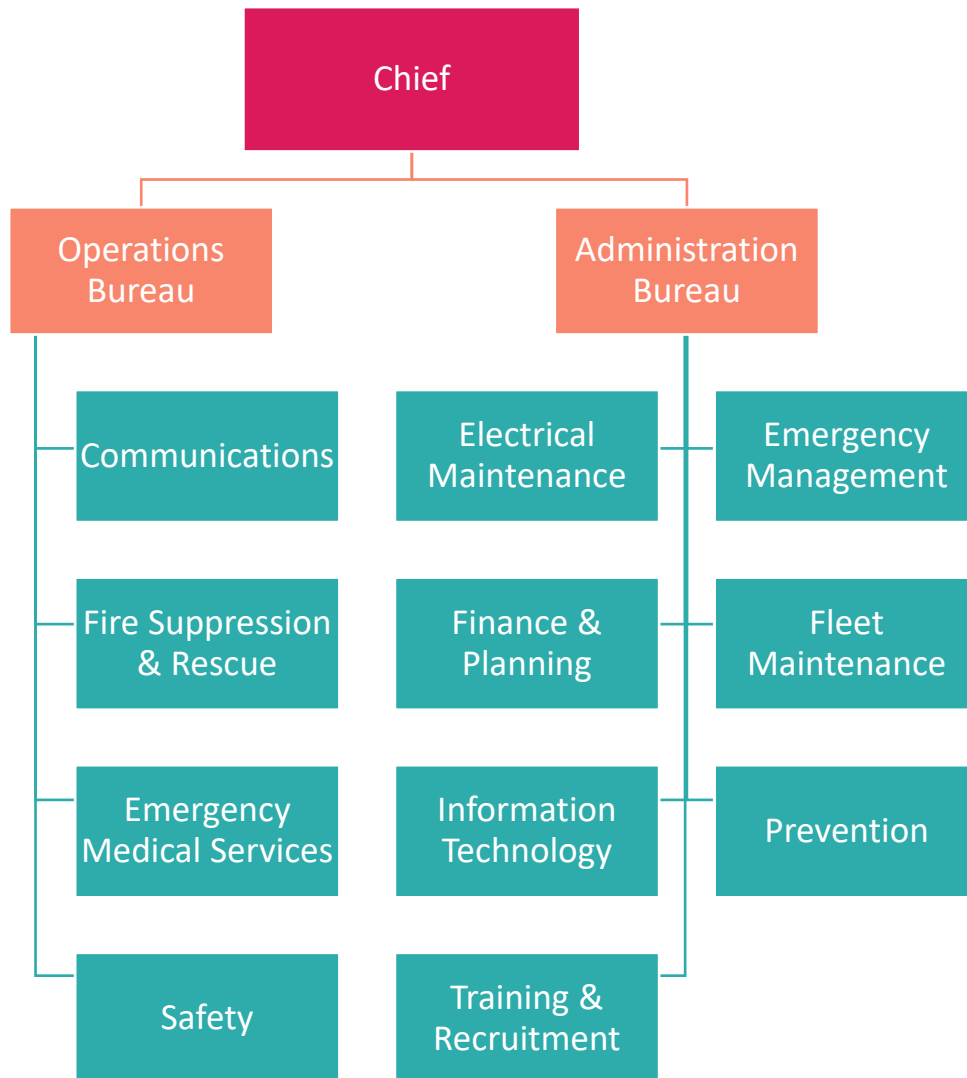 Chief
Operations
Bureau
Administration
Bureau
Communications
Electrical
Maintenance
Emergency
Management
Fire Suppression
& Rescue
Finance &
Planning
Fleet
Maintenance
Emergency
Medical Services
Information
Technology
Prevention
Safety
Training &
Recruitment